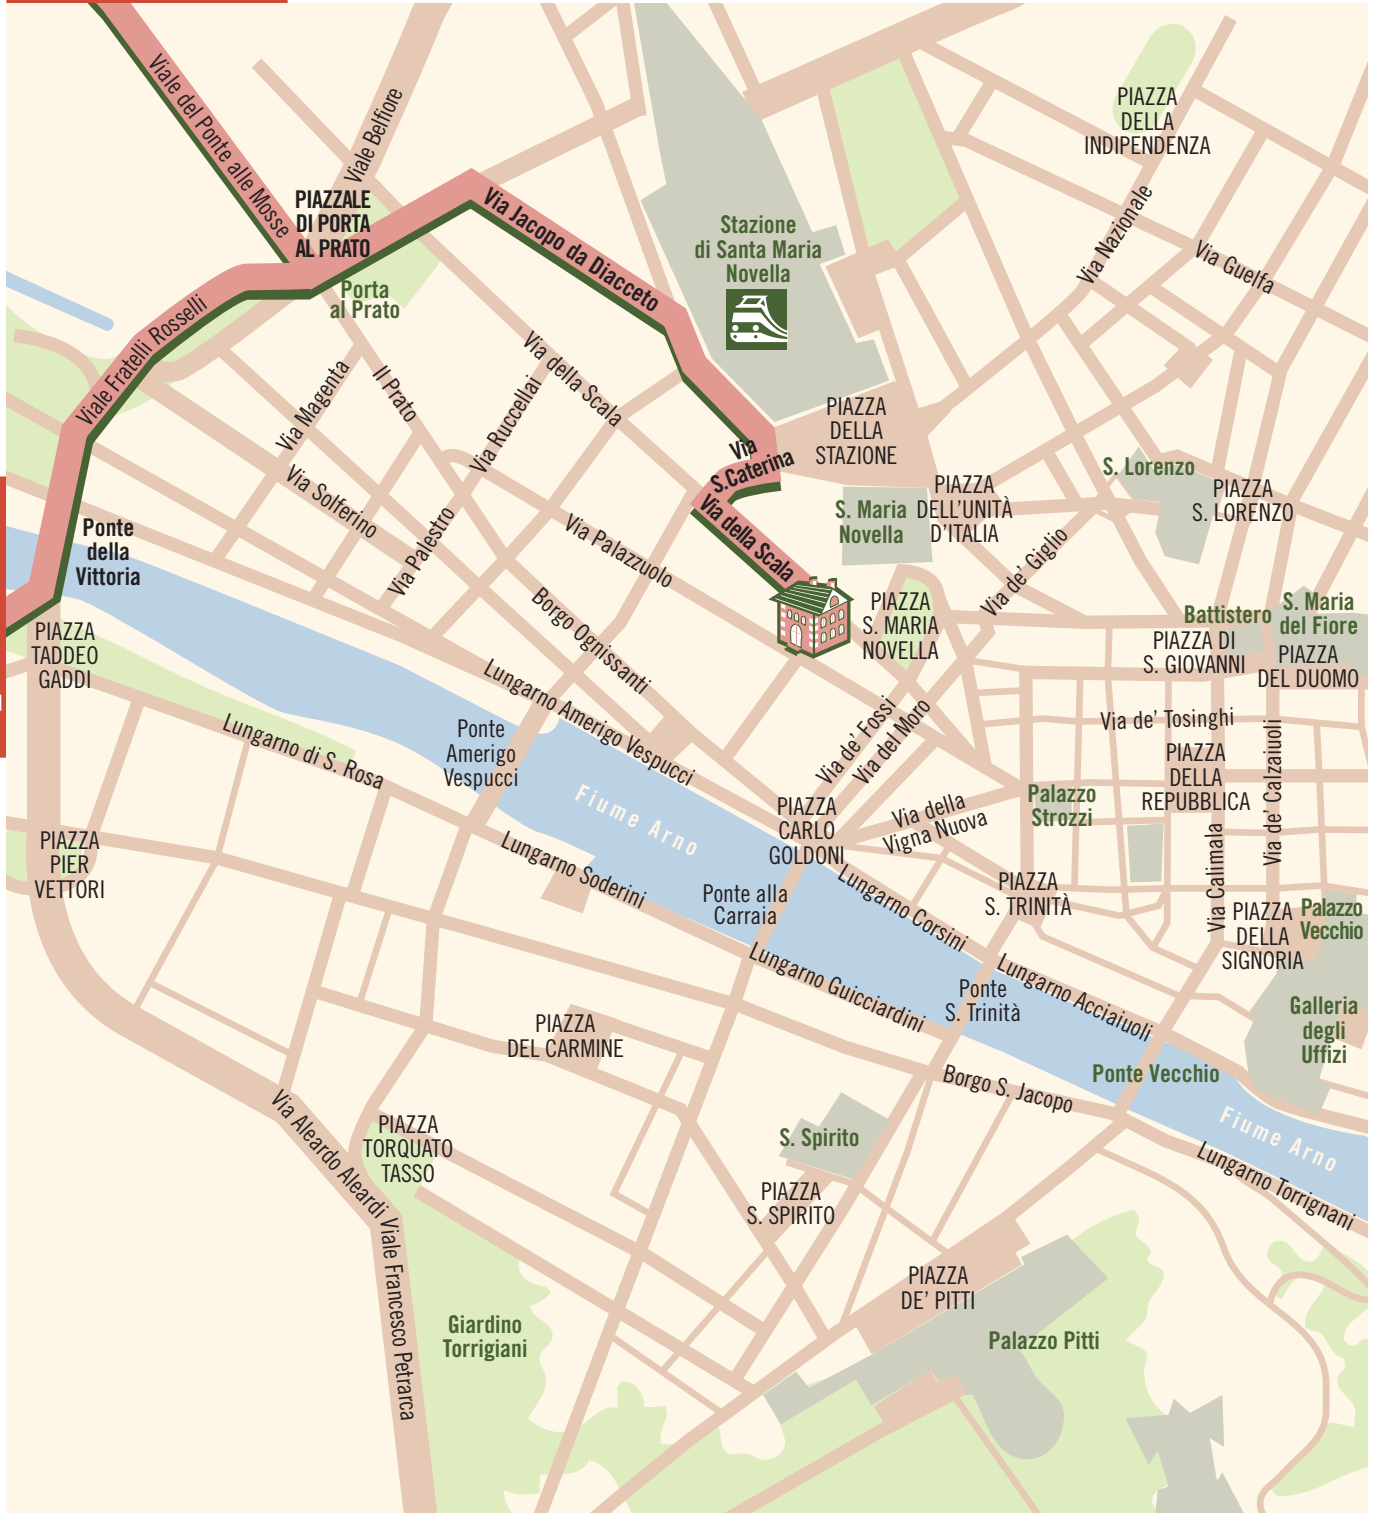 Viale del Ponte alle Mosse
Viale Belfiore
PIAZZALE
DI PORTA
AL PRATO
Via Jacopo da Diacceto
Porta
al Prato
Viale Fratelli Rosselli
Stazione
di Santa Maria
Novella
PIAZZA
DELLA
INDIPENDENZA
Via Nazionale
Via Guelfa
Via Magenta
Il Prato
Via Ruccellai
Via della Scala
Via Solferino
Via Palestro
Via Palazzuolo
PIAZZA
DELLA
STAZIONE
Via
S.Caterina
Via della Scala
S. Maria
Novella
PIAZZA
DELL'UNITÀ
D'ITALIA
S. Lorenzo
PIAZZA
S. LORENZO
Via de' Giglio
Ponte
della
Vittoria
PIAZZA
TADDEO
GADDI
Borgo Ognissanti
Lungarno Amerigo Vespucci
PIAZZA
S. MARIA
NOVELLA
Battistero
S. Maria
del Fiore
PIAZZA DI
S. GIOVANNI
PIAZZA
DEL DUOMO
Lungarno di S. Rosa
Ponte
Amerigo
Vespucci
Fiume Arno
Via de' Fossi
Via del Moro
Via de' Tosinghi
PIAZZA
DELLA
REPUBBLICA
Via de' Calzaiuoli
Palazzo
Strozzi
Via della
Vigna Nuova
PIAZZA
CARLO
GOLDONI
PIAZZA
PIER
VETTORI
Lungarno Soderini
Ponte alla
Carraia
Lungarno Corsini
PIAZZA
S. TRINITÀ
Via Calimala
PIAZZA
DELLA
SIGNORIA
Palazzo
Vecchio
Lungarno Guicciardini
Ponte
S. Trinità
Lungarno Acciaiuoli
Galleria
degli
Uffizi
PIAZZA
DEL CARMINE
Borgo S. Jacopo
Ponte Vecchio
Fiume Arno
Lungarno Torrignani
Via Aleardo Aleardi
PIAZZA
TORQUATO
TASSO
S. Spirito
PIAZZA
S. SPIRITO
Viale Francesco Petrarca
PIAZZA
DE' PITTI
Giardino
Torrigiani
Palazzo Pitti